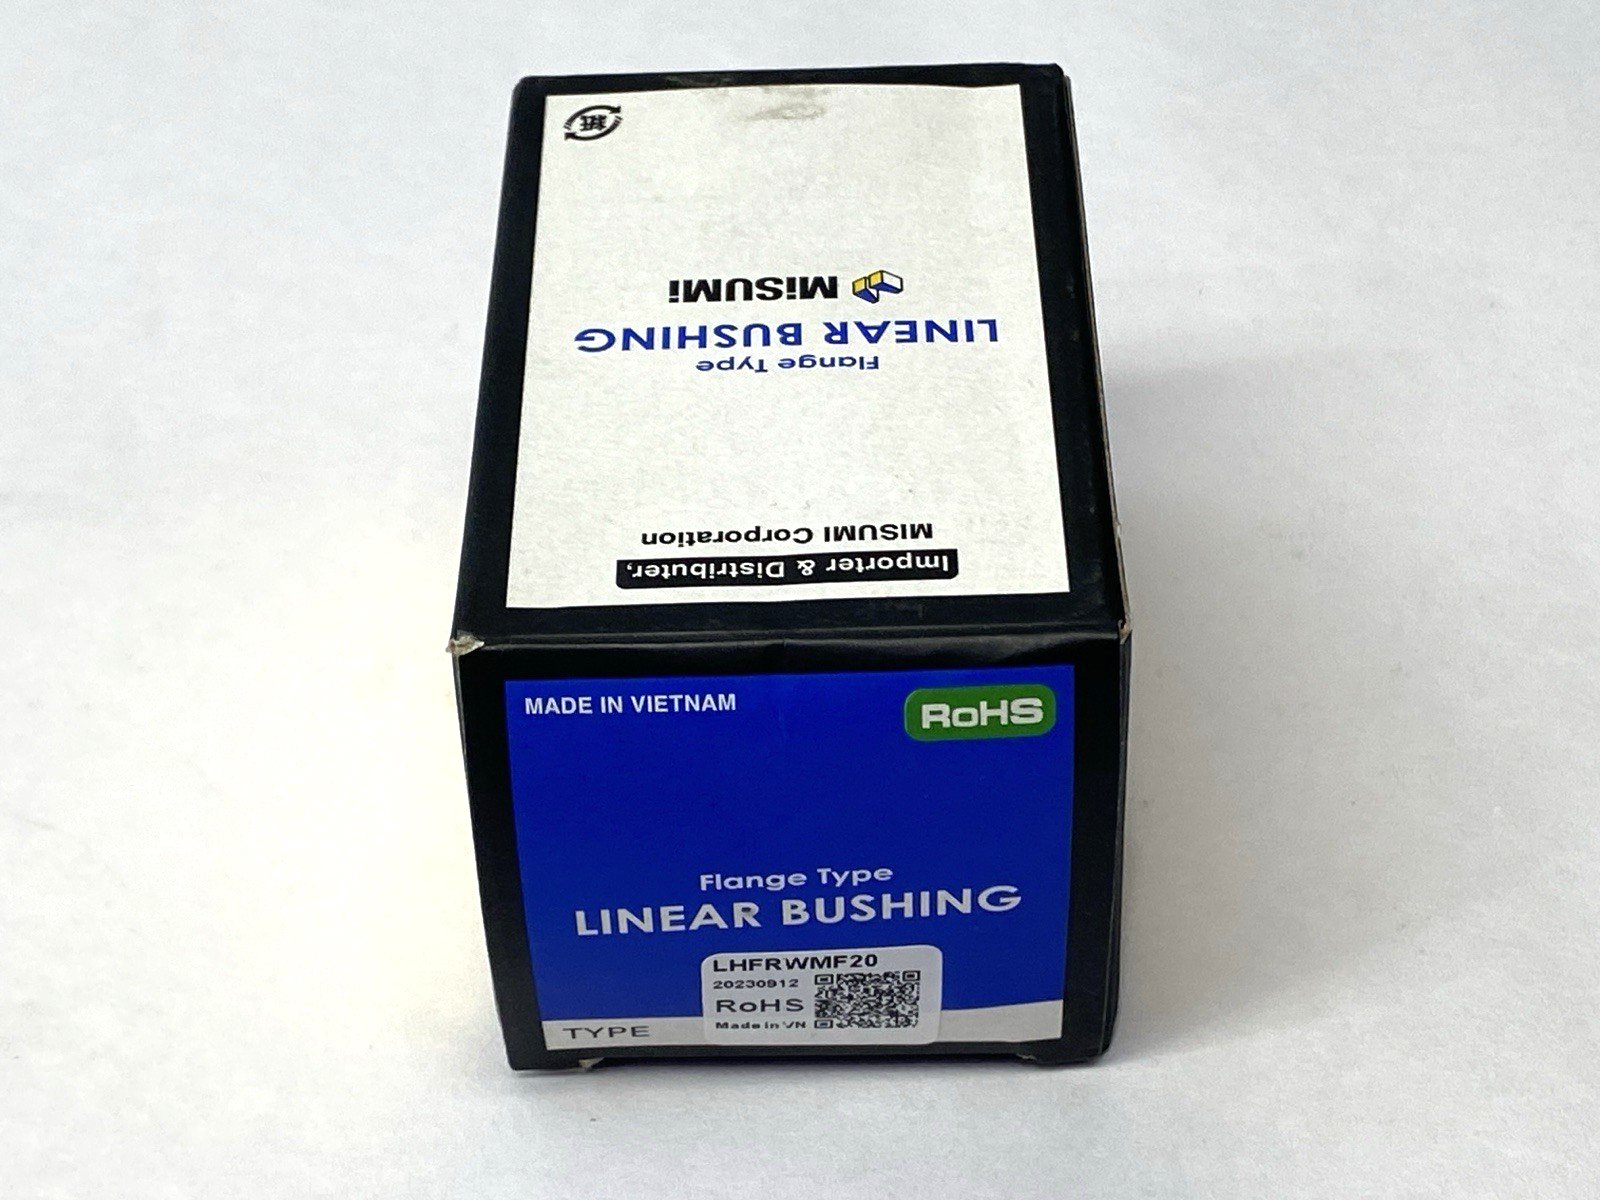 紙
MiSUMi
LINEAR BUSHING
Flange Type
MISUMI Corporation
Importer & Distributer,
MADE IN VIETNAM
RoHS
Flange Type
LINEAR BUSHING
LHFRWMF20
20230912
RoHS
Made in VN
TYPE